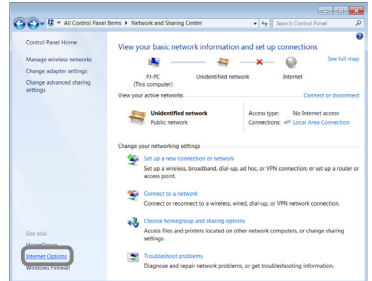 All Control Panel Items ▸ Network and Sharing Center
Search Control Panel
Control Panel Home
Manage wireless networks
Change adapter settings
Change advanced sharing
settings
See also
HomeGroup
Internet Options
Windows Firewall
View your basic network information and set up connections
See full map
PJ-PC
(This computer)
Unidentified network
Internet
View your active networks
Connect or disconnect
Unidentified network
Public network
Access type: No Internet access
Connections: Local Area Connection
Change your networking settings
Set up a new connection or network
Set up a wireless, broadband, dial-up, ad hoc, or VPN connection; or set up a router or
access point.
Connect to a network
Connect or reconnect to a wireless, wired, dial-up, or VPN network connection.
Choose homegroup and sharing options
Access files and printers located on other network computers, or change sharing
settings.
Troubleshoot problems
Diagnose and repair network problems, or get troubleshooting information.